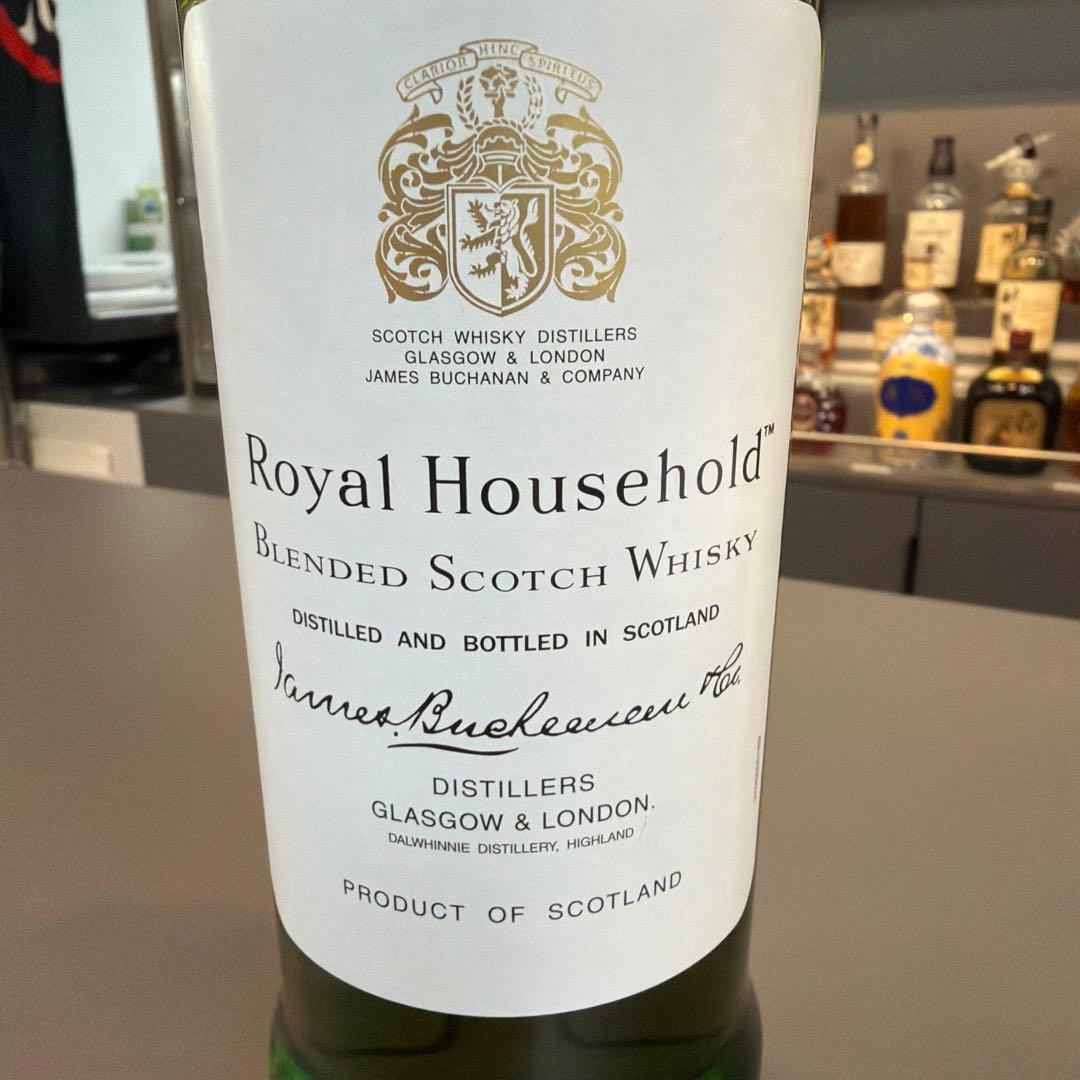 CLARIOR HINC SPIRITUS
SCOTCH WHISKY DISTILLERS
GLASGOW & LONDON
JAMES BUCHANAN & COMPANY
Royal Household™
BLENDED SCOTCH WHISKY
DISTILLED AND BOTTLED IN SCOTLAND
James Buchanan & Co.
DISTILLERS
GLASGOW & LONDON.
DALWHINNIE DISTILLERY, HIGHLAND
PRODUCT OF SCOTLAND